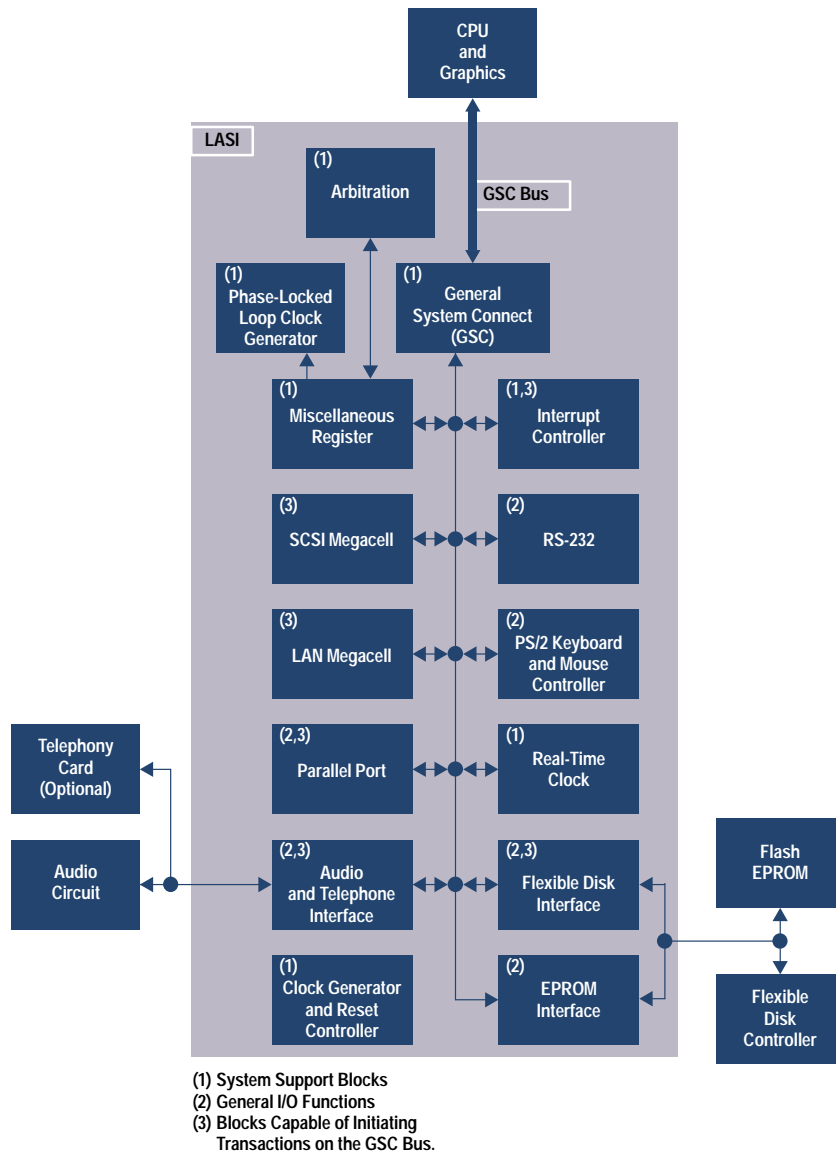 CPU
and
Graphics
LASI
(1)
Arbitration
GSC Bus
(1)
Phase-Locked
Loop Clock
Generator
(1)
General
System Connect
(GSC)
(1)
Miscellaneous
Register
(1,3)
Interrupt
Controller
(3)
SCSI Megacell
(2)
RS-232
(3)
LAN Megacell
(2)
PS/2 Keyboard
and Mouse
Controller
Telephony
Card
(Optional)
(2,3)
Parallel Port
(1)
Real-Time
Clock
Audio
Circuit
(2,3)
Audio
and Telephone
Interface
(2,3)
Flexible Disk
Interface
Flash
EPROM
(1)
Clock Generator
and Reset
Controller
(2)
EPROM
Interface
Flexible
Disk
Controller
(1) System Support Blocks
(2) General I/O Functions
(3) Blocks Capable of Initiating
Transactions on the GSC Bus.